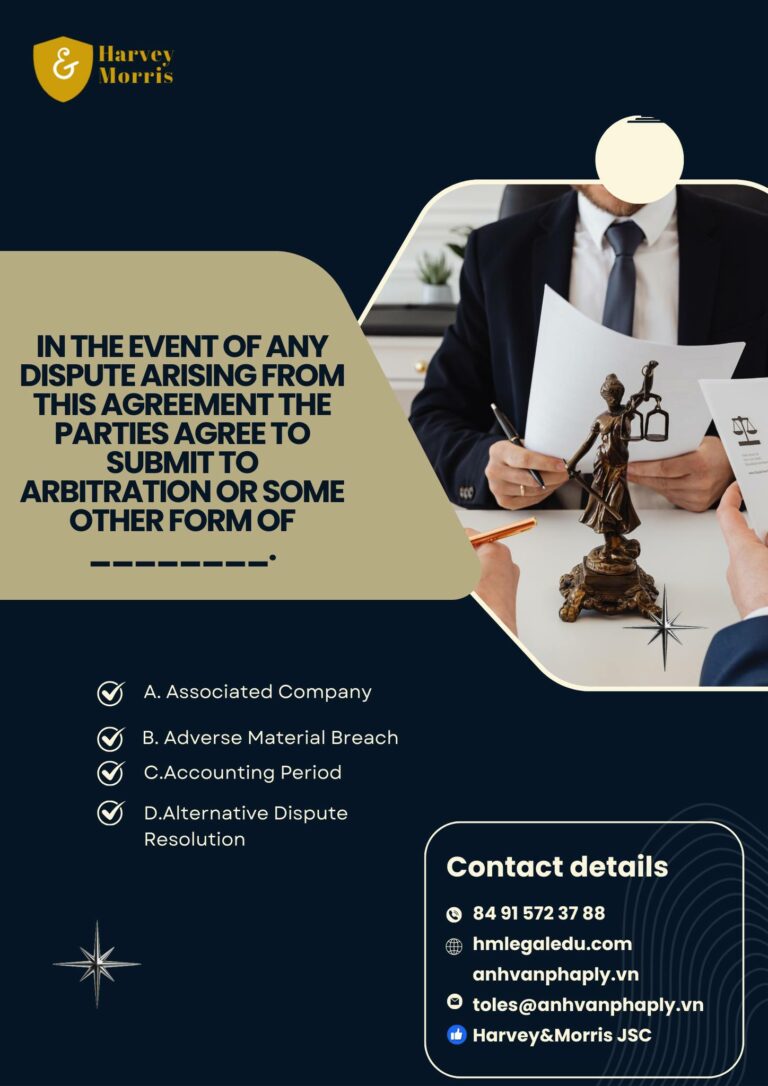 &
Harvey
Morris
IN THE EVENT OF ANY
DISPUTE ARISING FROM
THIS AGREEMENT THE
PARTIES AGREE TO
SUBMIT TO
ARBITRATION OR SOME
OTHER FORM OF
________.
A. Associated Company
B. Adverse Material Breach
C.Accounting Period
D.Alternative Dispute
Resolution
Contact details
84 91 572 37 88
hmlegaledu.com
anhvanphaply.vn
toles@anhvanphaply.vn
Harvey&Morris JSC